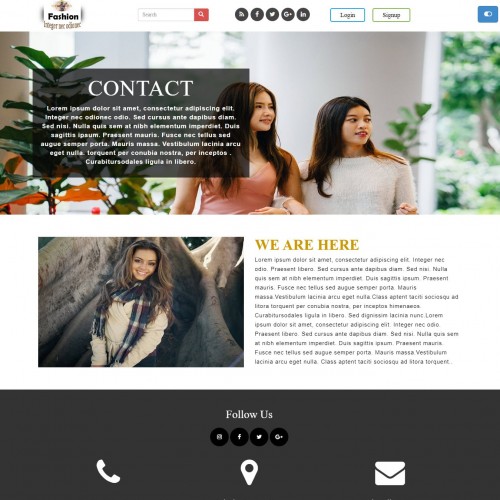 Fashion
Integer nec odionec
Search
Login
Signup
CONTACT
Lorem ipsum dolor sit amet, consectetur adipiscing elit.
Integer nec odionec odio. Praesent libero. Sed cursus ante dapibus diam. Sed
nisi. Nulla quis sem at nibh elementum imperdiet. Duis
sagittis ipsum. Praesent mauris. Fusce nec tellus sed
augue semper porta. Mauris massa. Vestibulum lacinia arcu
eget nulla. torquer per conubia nostra, per inceptos .
Curabitursodales ligula in libero.
WE ARE HERE
Lorem ipsum dolor sit amet, consectetur adipiscing elit. Integer nec
odio. Praesent libero. Sed cursus ante dapibus diam. Sed nisi. Nulla
quis sem at nibh elementum imperdiet. Duis sagittis ipsum. Praesent
mauris. Fusce nec tellus sed augue semper porta. Mauris
massa.Vestibulum lacinia arcu eget nulla.Class aptent taciti sociosqu ad
litora torquent per conubia nostra, per inceptos himenaeos.
Curabitursodales ligula in libero. Sed dignissim lacinia nunc.Lorem
ipsum dolor sit amet, consectetur adipiscing elit. Integer nec odio.
Praesent libero. Sed cursus ante dapibus diam. Sed nisi. Nulla quis sem
at nibh elementum imperdiet. Duis sagittis ipsum. Praesent mauris.
Fusce nec tellus sed augue semper porta. Mauris massa.Vestibulum
lacinia arcu eget nulla.Class aptent taciti sociosqu ad litora torquent .
Follow Us